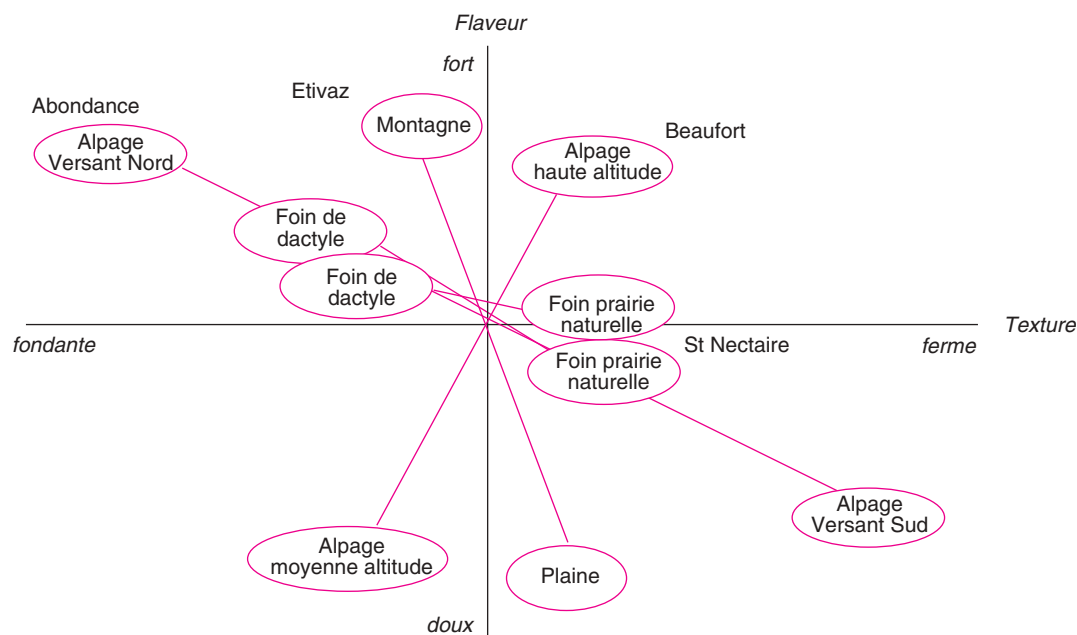 Flaveur
fort
Etivaz
Abondance
Montagne
Beaufort
Alpage
Versant Nord
Alpage
haute altitude
Foin de
dactyle
Foin de
dactyle
Foin prairie
naturelle
Texture
fondante
St Nectaire
ferme
Foin prairie
naturelle
Alpage
Versant Sud
Alpage
moyenne altitude
Plaine
doux